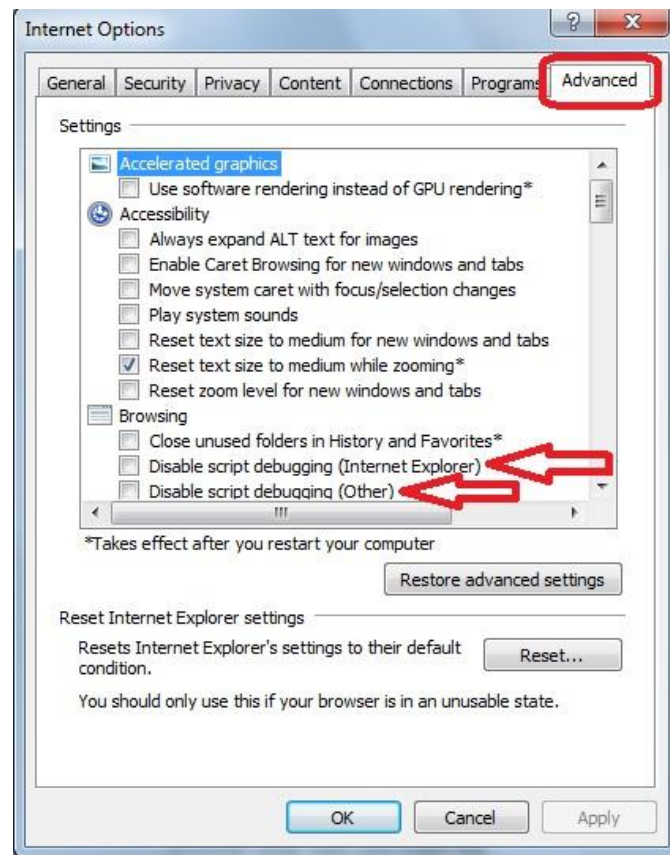 Internet Options
General Security Privacy Content Connections Programs Advanced
Settings
Accelerated graphics
Use software rendering instead of GPU rendering*
Accessibility
Always expand ALT text for images
Enable Caret Browsing for new windows and tabs
Move system caret with focus/selection changes
Play system sounds
Reset text size to medium for new windows and tabs
Reset text size to medium while zooming*
Reset zoom level for new windows and tabs
Browsing
Close unused folders in History and Favorites*
Disable script debugging (Internet Explorer)
Disable script debugging (Other)
*Takes effect after you restart your computer
Restore advanced settings
Reset Internet Explorer settings
Resets Internet Explorer's settings to their default
condition.
Reset...
You should only use this if your browser is in an unusable state.
OK Cancel Apply